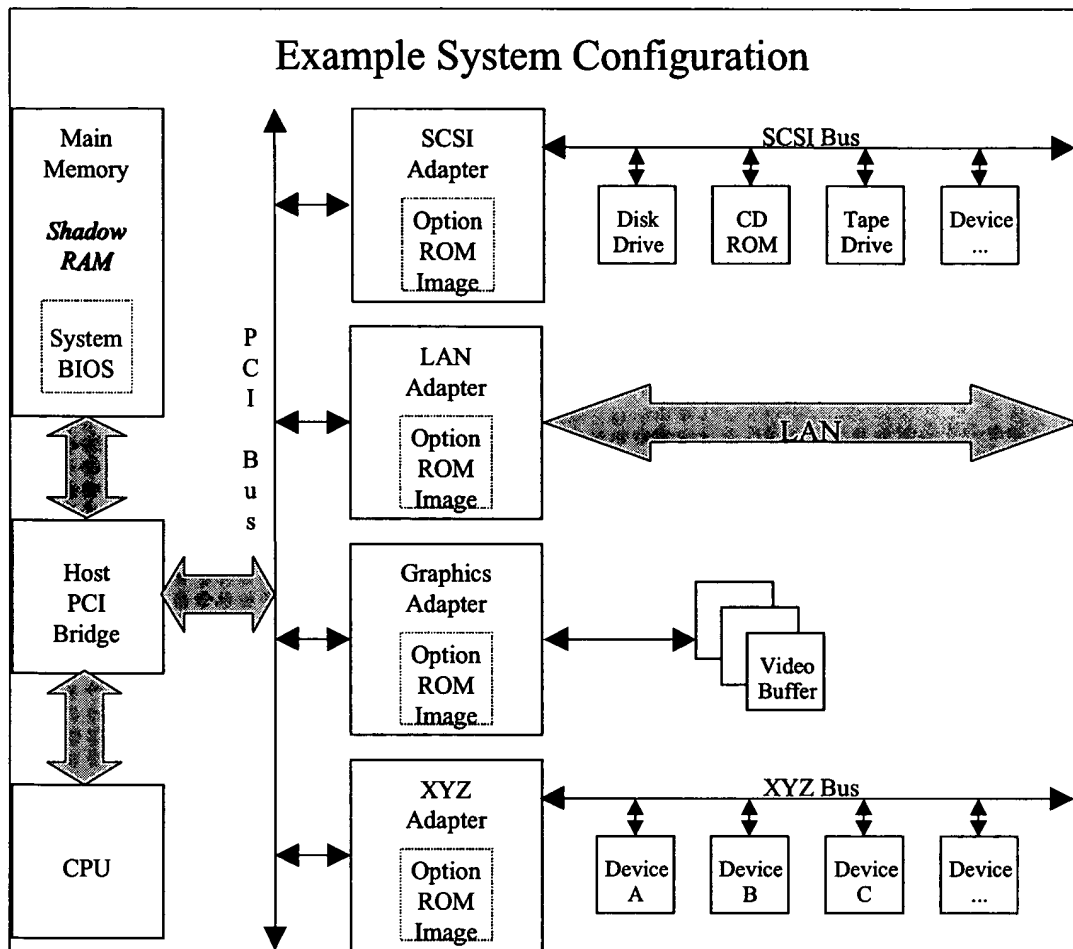 Example System Configuration
Main
Memory
Shadow
RAM
System
BIOS
Host
PCI
Bridge
CPU
PCI Bus
SCSI
Adapter
Option
ROM
Image
SCSI Bus
Disk
Drive
CD
ROM
Tape
Drive
Device
...
LAN
Adapter
Option
ROM
Image
LAN
Graphics
Adapter
Option
ROM
Image
Video
Buffer
XYZ
Adapter
Option
ROM
Image
XYZ Bus
Device
A
Device
B
Device
C
Device
...